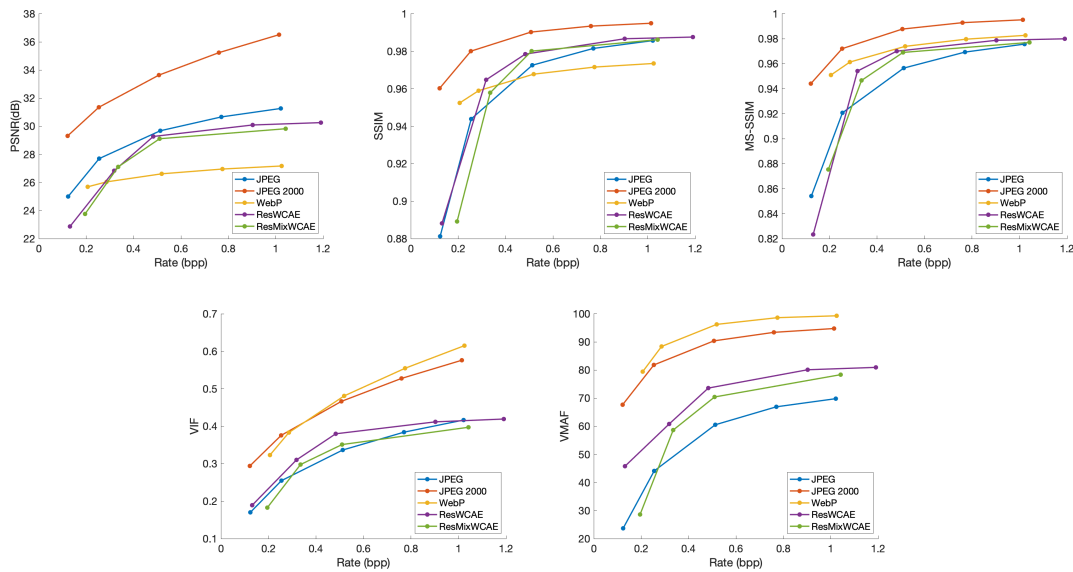 38
36
34
32
30
28
26
24
22
PSNR(dB)
0
0.2
0.4
0.6
0.8
1
1.2
Rate (bpp)
JPEG
JPEG 2000
WebP
ResWCAE
ResMixWCAE
1
0.98
0.96
0.94
0.92
0.9
0.88
SSIM
0
0.2
0.4
0.6
0.8
1
1.2
Rate (bpp)
JPEG
JPEG 2000
WebP
ResWCAE
ResMixWCAE
1
0.98
0.96
0.94
0.92
0.9
0.88
0.86
0.84
0.82
MS-SSIM
0
0.2
0.4
0.6
0.8
1
1.2
Rate (bpp)
JPEG
JPEG 2000
WebP
ResWCAE
ResMixWCAE
0.7
0.6
0.5
0.4
0.3
0.2
0.1
VIF
0
0.2
0.4
0.6
0.8
1
1.2
Rate (bpp)
JPEG
JPEG 2000
WebP
ResWCAE
ResMixWCAE
100
90
80
70
60
50
40
30
20
VMAF
0
0.2
0.4
0.6
0.8
1
1.2
Rate (bpp)
JPEG
JPEG 2000
WebP
ResWCAE
ResMixWCAE